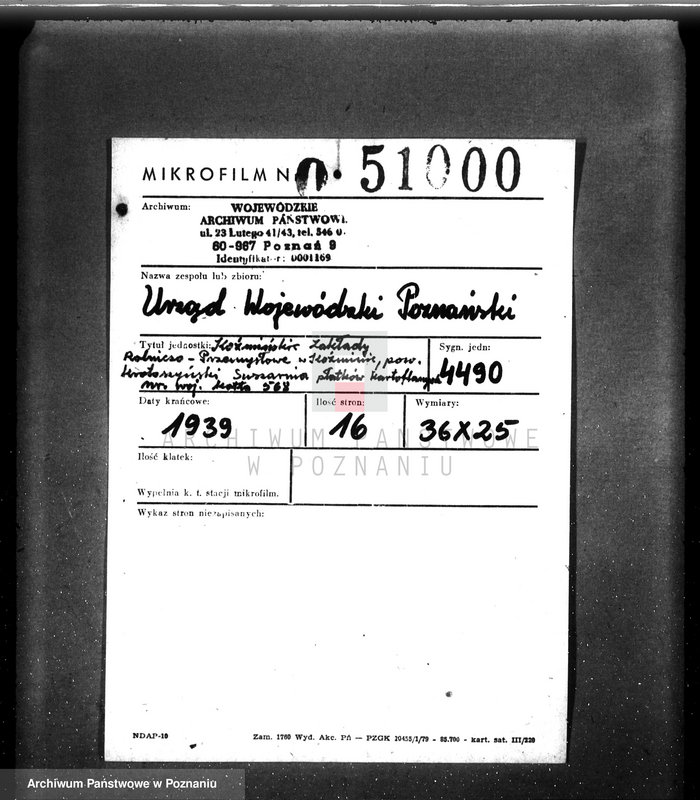 MIKROFILM N 51000
Archiwum:
WOJEWÓDZKIE
ARCHIWUM PAŃSTWOWE
ul. 23 Lutego 41/43, tel. 546 0.
60-967 Poznań 9
Identyfikator: 0001169
Nazwa zespołu lub zbioru:
Urząd Wojewódzki Poznański
Tytuł jednostki: Zakłady
Rolniczo - Przemysłowe w pow.
krotoszyński Suszarnia płatków kartoflanych
nr. woj. kotła 568
Sygn. jedn:
4490
Daty krańcowe:
1939
Ilość stron:
16
Wymiary:
36X25
ARCHIWUM PAŃSTWOWE
W POZNANIU
Ilość klatek:
Wypełnia k. t. stacji mikrofilm.
Wykaz stron niezapisanych:
NDAP-10
Zam. 1760 Wyd. Akc. Pń — PZGK 20455/1/79 - 85.700 - kart. sat. III/220
Archiwum Państwowe w Poznaniu